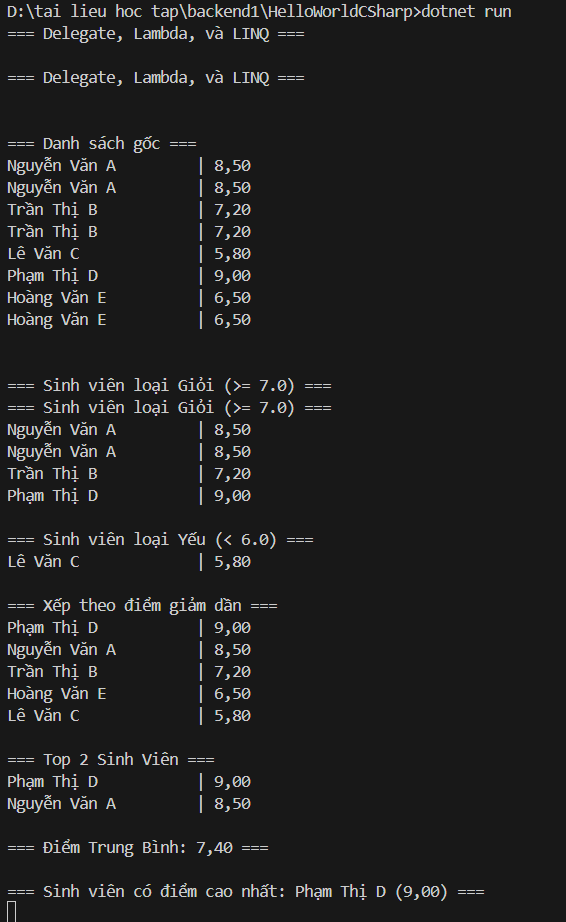 D:\tai lieu hoc tap\backend1\HelloWorldCSharp>dotnet run
=== Delegate, Lambda, và LINQ ===
=== Delegate, Lambda, và LINQ ===
=== Danh sách gốc ===
Nguyễn Văn A         | 8,50
Nguyễn Văn A         | 8,50
Trần Thị B           | 7,20
Trần Thị B           | 7,20
Lê Văn C             | 5,80
Phạm Thị D           | 9,00
Hoàng Văn E          | 6,50
Hoàng Văn E          | 6,50
=== Sinh viên loại Giỏi (>= 7.0) ===
=== Sinh viên loại Giỏi (>= 7.0) ===
Nguyễn Văn A         | 8,50
Nguyễn Văn A         | 8,50
Trần Thị B           | 7,20
Phạm Thị D           | 9,00
=== Sinh viên loại Yếu (< 6.0) ===
Lê Văn C             | 5,80
=== Xếp theo điểm giảm dần ===
Phạm Thị D           | 9,00
Nguyễn Văn A         | 8,50
Trần Thị B           | 7,20
Hoàng Văn E          | 6,50
Lê Văn C             | 5,80
=== Top 2 Sinh Viên ===
Phạm Thị D           | 9,00
Nguyễn Văn A         | 8,50
=== Điểm Trung Bình: 7,40 ===
=== Sinh viên có điểm cao nhất: Phạm Thị D (9,00) ===